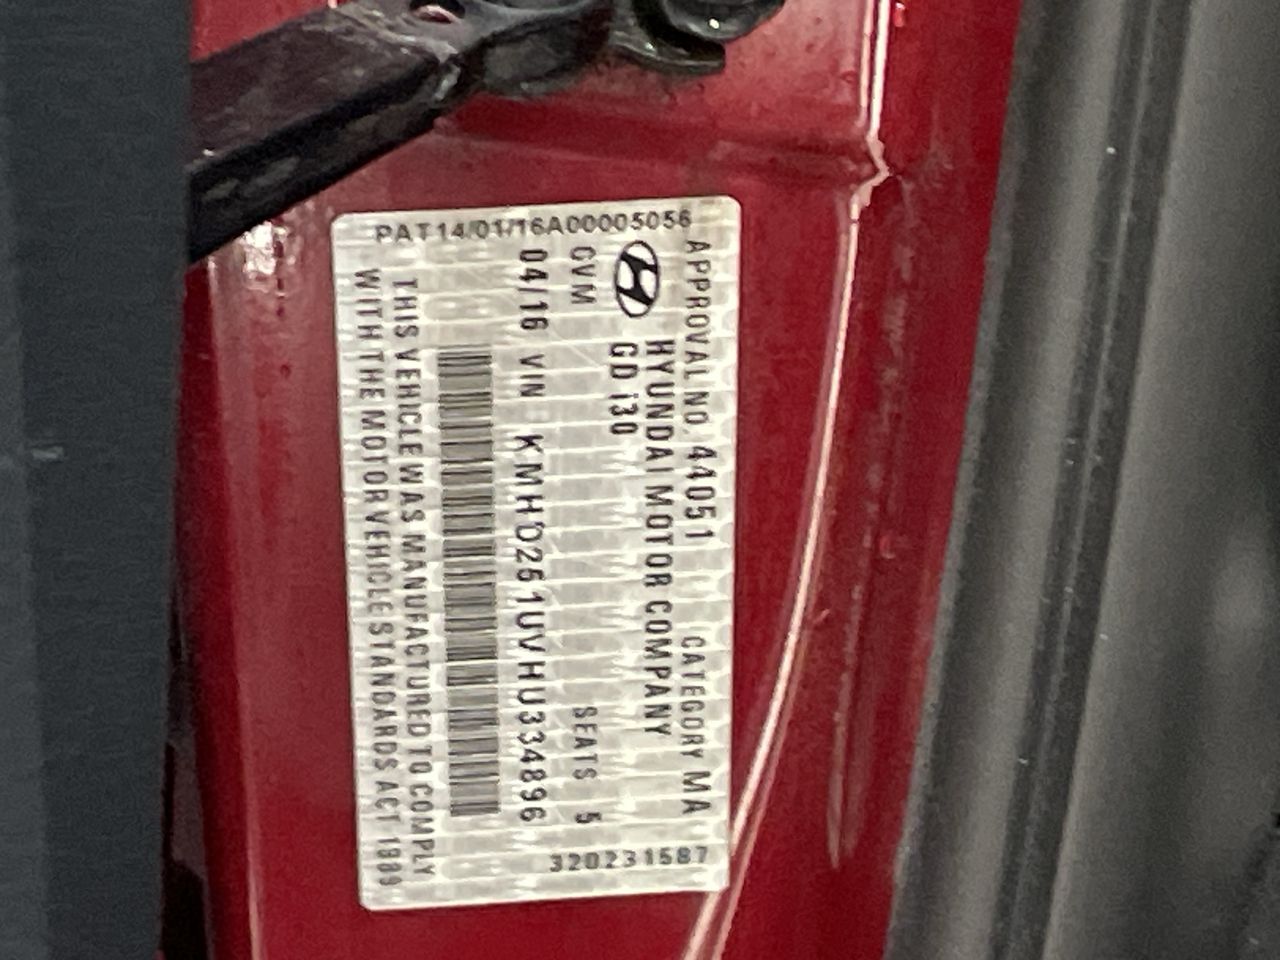 PAT14/01/16A00005056
APPROVAL NO. 44051 CATEGORY MA
HYUNDAI MOTOR COMPANY
GD i30
GVM SEATS 5
04/16 VIN KMHD251UVHU334896
THIS VEHICLE WAS MANUFACTURED TO COMPLY
WITH THE MOTOR VEHICLE STANDARDS ACT 1989
320231587